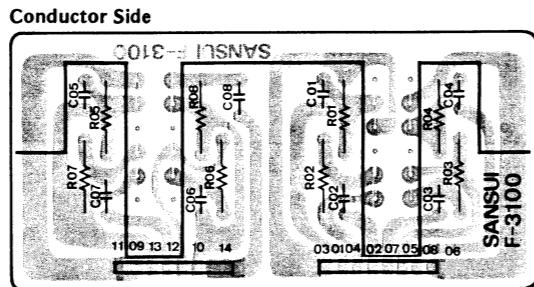 Conductor Side
SANSUI F-3100
C05 R05 R08 C08 C01 R01 R04 C04
R07 C07 C06 R06 R02 C02 C03 R03
SANSUI
F-3100
11 09 13 12 10 14 03 01 04 02 07 05 08 06